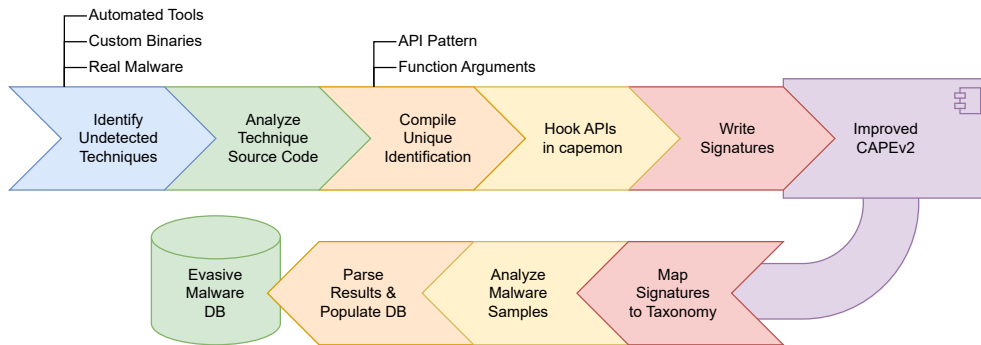 Automated Tools
Custom Binaries
Real Malware
API Pattern
Function Arguments
Identify
Undetected
Techniques
Analyze
Technique
Source Code
Compile
Unique
Identification
Hook APIs
in capemon
Write
Signatures
Improved
CAPEv2
Evasive
Malware
DB
Parse
Results &
Populate DB
Analyze
Malware
Samples
Map
Signatures
to Taxonomy